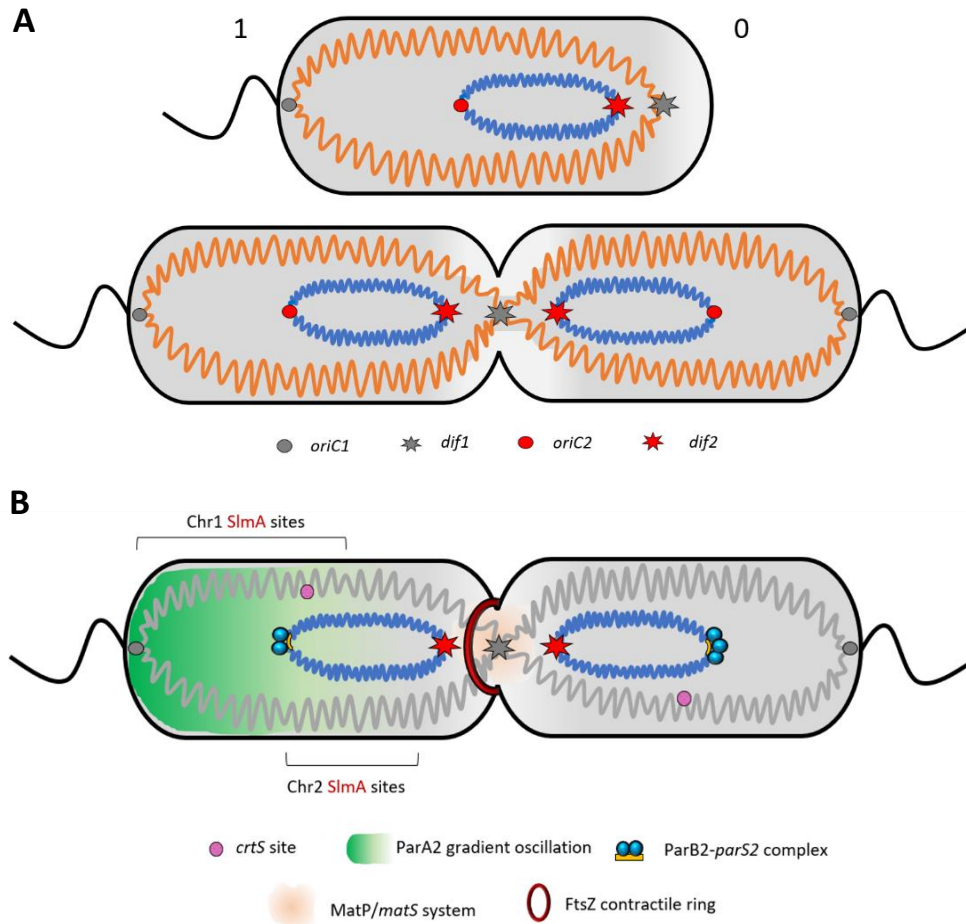 A
1
0
oriC1
dif1
oriC2
dif2
B
Chr1 SlmA sites
Chr2 SlmA sites
crtS site
ParA2 gradient oscillation
ParB2-parS2 complex
MatP/matS system
FtsZ contractile ring